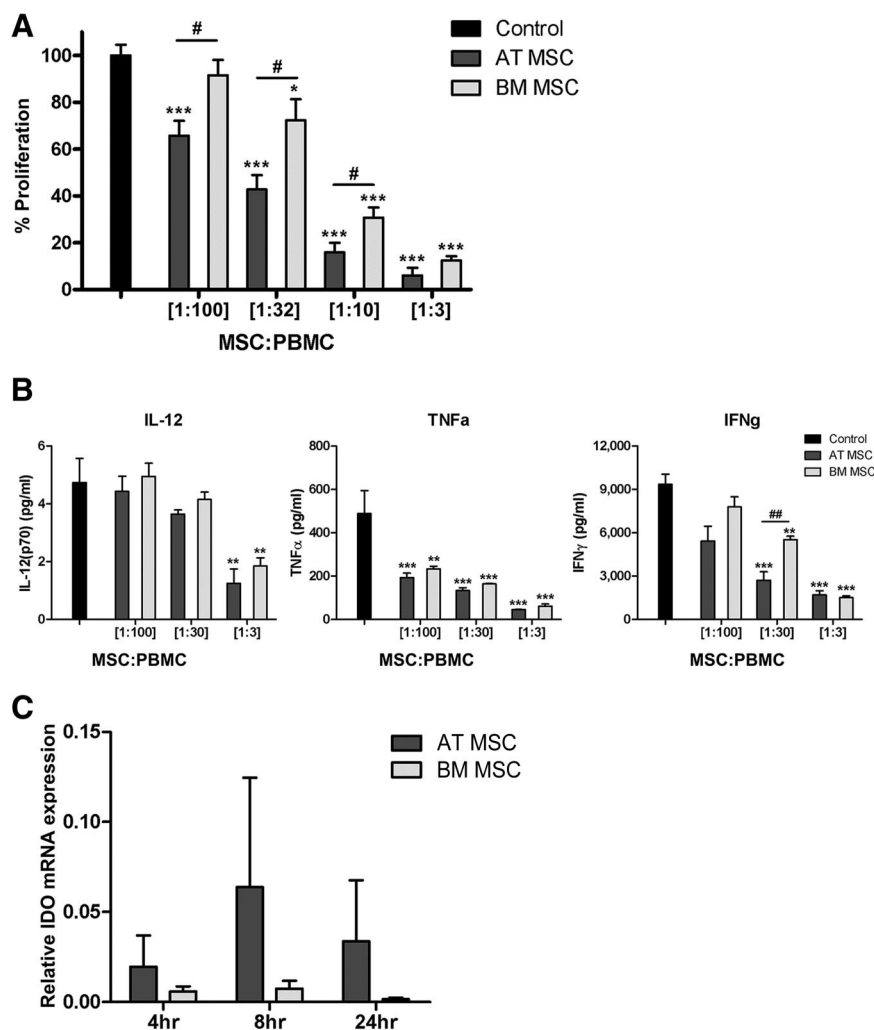 A
Control
AT MSC
BM MSC
% Proliferation
100
80
60
40
20
0
#
#
#
***
***
*
***
***
***
***
[1:100] [1:32] [1:10] [1:3]
MSC:PBMC
B
IL-12
IL-12(p70) (pg/ml)
6
4
2
0
** **
[1:100] [1:30] [1:3]
MSC:PBMC
TNFa
TNFα (pg/ml)
800
600
400
200
0
*** **
*** ***
*** ***
[1:100] [1:30] [1:3]
MSC:PBMC
IFNg
Control
AT MSC
BM MSC
IFNγ (pg/ml)
12,000
9,000
6,000
3,000
0
##
**
***
*** ***
[1:100] [1:30] [1:3]
MSC:PBMC
C
AT MSC
BM MSC
Relative IDO mRNA expression
0.15
0.10
0.05
0.00
4hr 8hr 24hr